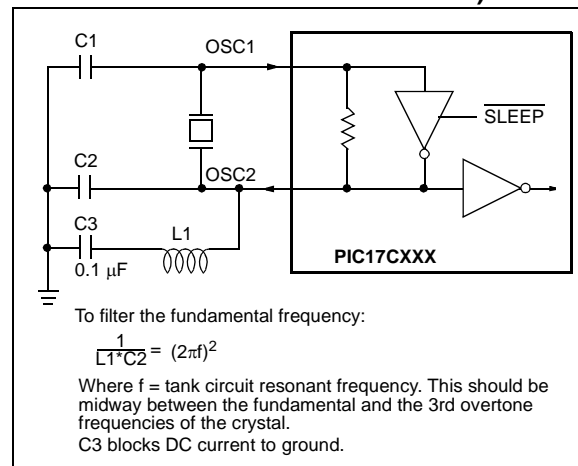 C1
OSC1
SLEEP
C2
OSC2
C3
L1
0.1 μF
PIC17CXXX
To filter the fundamental frequency:
1
L1*C2 = (2πf)2
Where f = tank circuit resonant frequency. This should be
midway between the fundamental and the 3rd overtone
frequencies of the crystal.
C3 blocks DC current to ground.